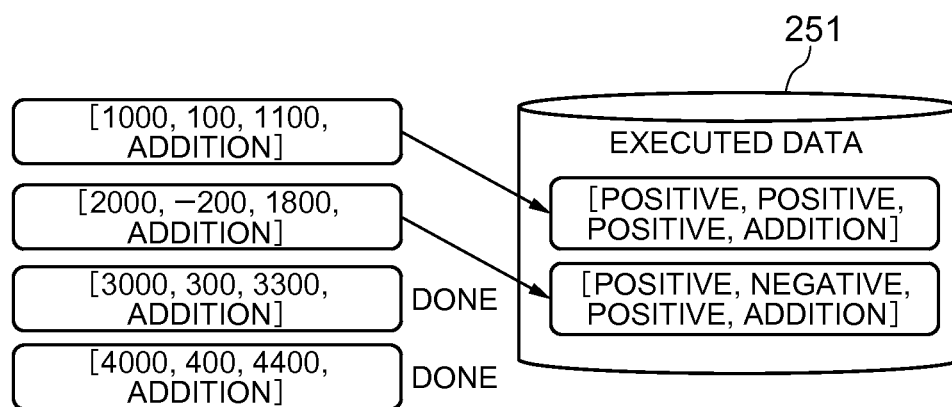 251
[1000, 100, 1100,
ADDITION]
[2000, −200, 1800,
ADDITION]
[3000, 300, 3300,
ADDITION]
DONE
[4000, 400, 4400,
ADDITION]
DONE
EXECUTED DATA
[POSITIVE, POSITIVE,
POSITIVE, ADDITION]
[POSITIVE, NEGATIVE,
POSITIVE, ADDITION]